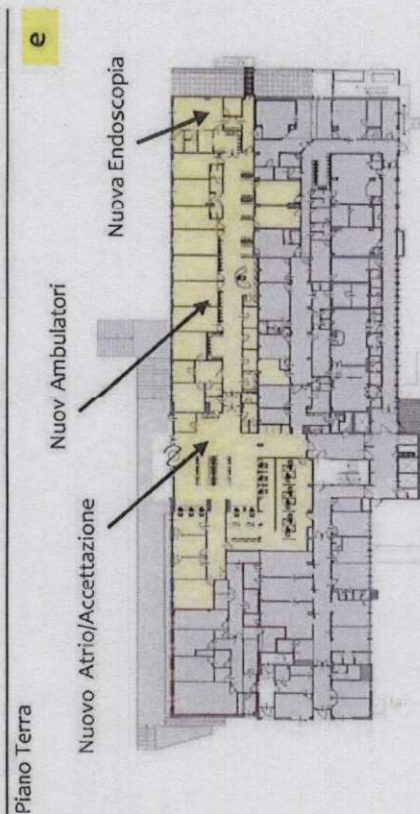 Piano Terra
e
Nuovo Atrio/Accettazione
Nuov Ambulatori
Nuova Endoscopia